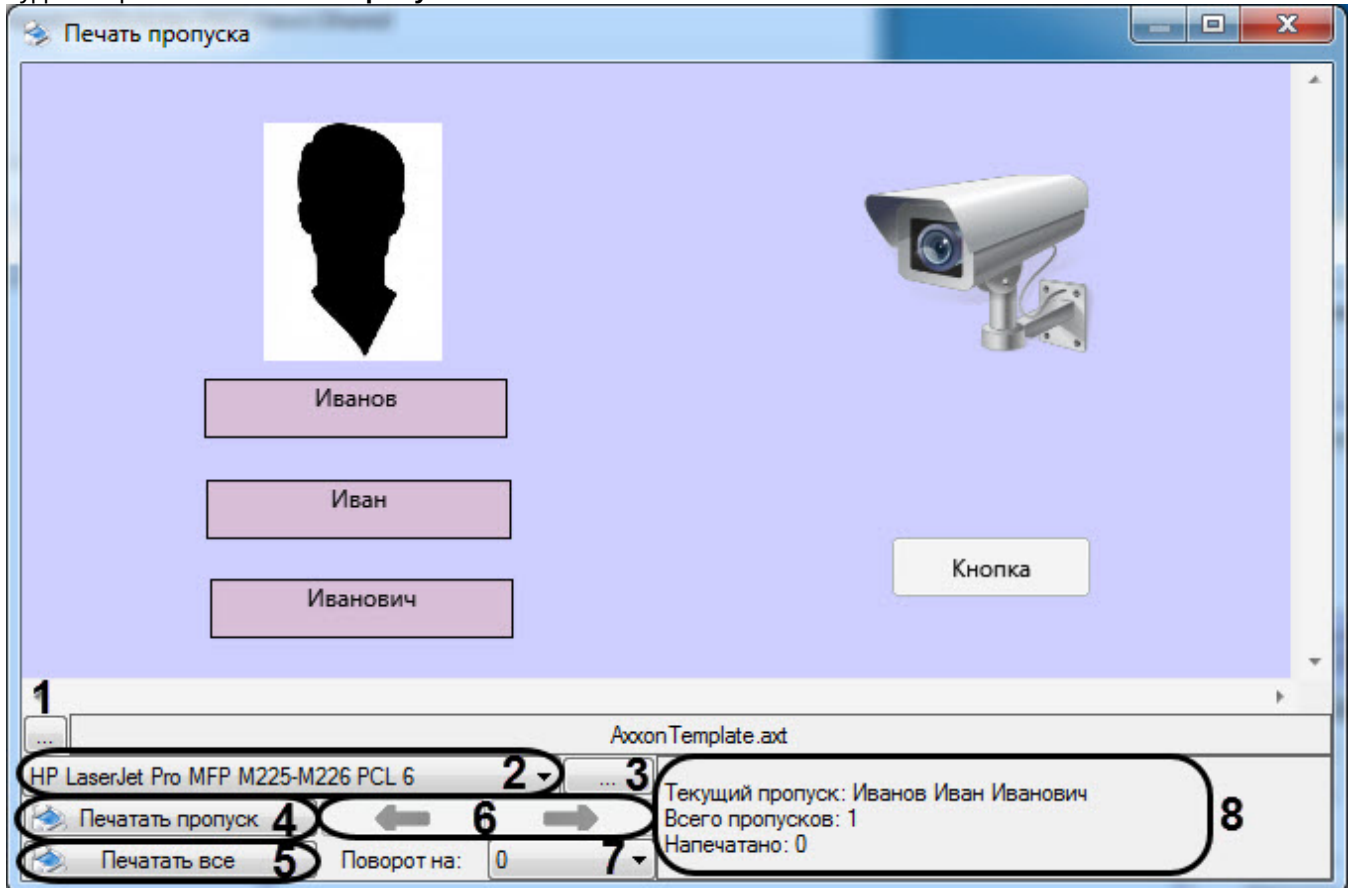 Печать пропуска
Иванов
Иван
Иванович
Кнопка
1
...
AxxonTemplate.axt
HP LaserJet Pro MFP M225-M226 PCL 6 2 ... 3
Печатать пропуск 4 6
Печатать все 5 Поворот на: 0 7
Текущий пропуск: Иванов Иван Иванович
Всего пропусков: 1
Напечатано: 0
8